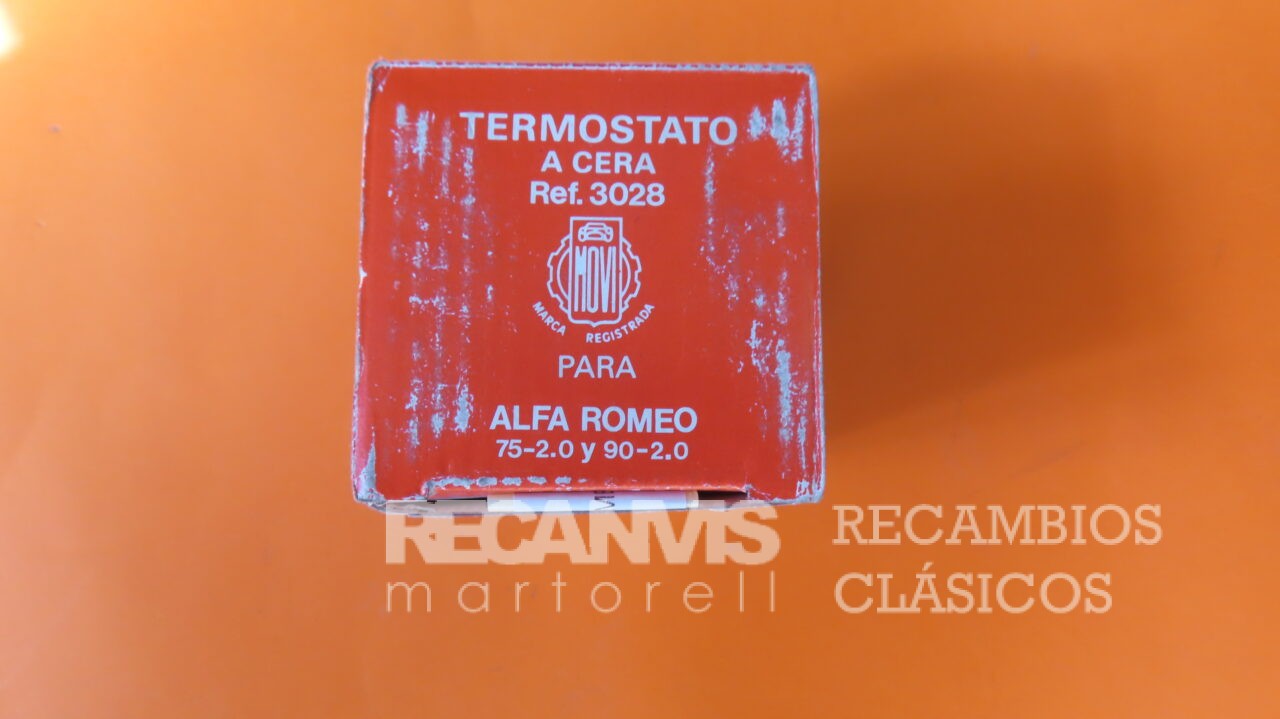 TERMOSTATO
A CERA
Ref. 3028
MOVI
MARCA REGISTRADA
PARA
ALFA ROMEO
75-2.0 y 90-2.0
RECANVIS
martorell
RECAMBIOS
CLÁSICOS